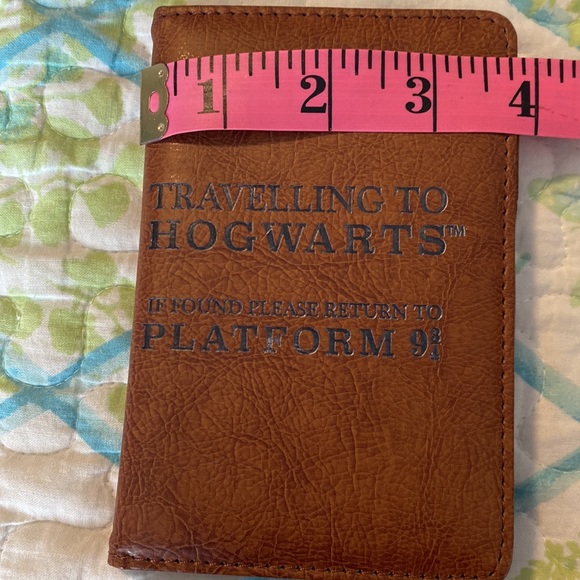 1 2 3 4
TRAVELLING TO
HOGWARTS™
IF FOUND PLEASE RETURN TO
PLATFORM 9¾